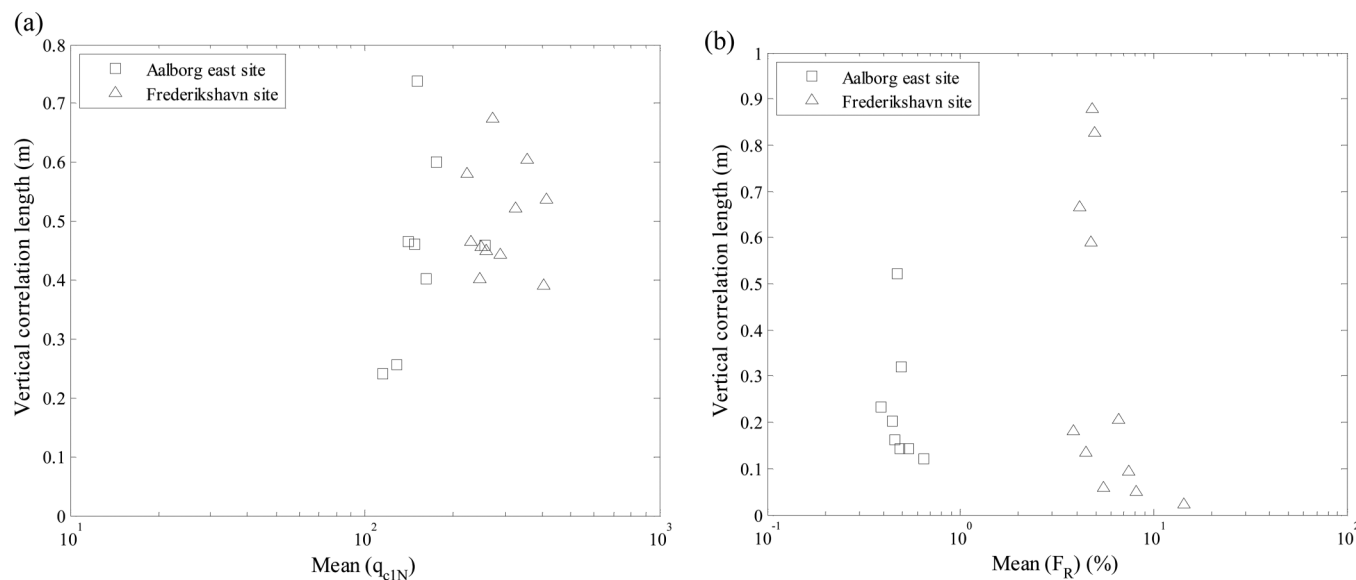 (a)
0.8
0.7
0.6
0.5
0.4
0.3
0.2
0.1
0
Vertical correlation length (m)
Aalborg east site
Frederikshavn site
10^1
10^2
10^3
Mean (q_c1N)
(b)
1
0.9
0.8
0.7
0.6
0.5
0.4
0.3
0.2
0.1
0
Vertical correlation length (m)
Aalborg east site
Frederikshavn site
10^-1
10^0
10^1
10^2
Mean (F_R) (%)